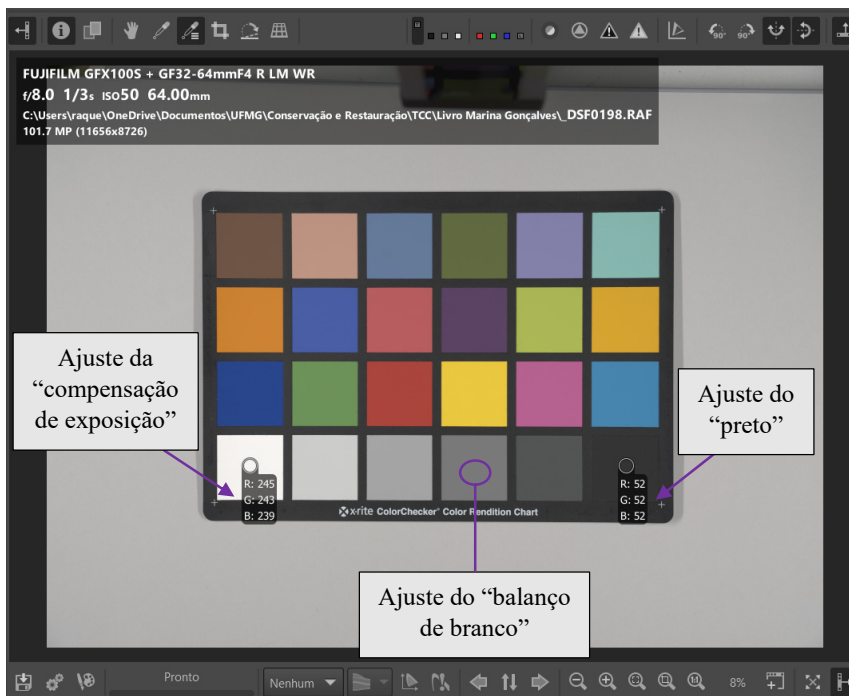 FUJIFILM GFX100S + GF32-64mmF4 R LM WR
f/8.0 1/3s ISO50 64.00mm
C:\Users\raque\OneDrive\Documentos\UFMG\Conservação e Restauração\TCC\Livro Marina Gonçalves\_DSF0198.RAF
101.7 MP (11656x8726)
Ajuste da
“compensação
de exposição”
Ajuste do
“preto”
R: 245
G: 243
B: 239
R: 52
G: 52
B: 52
x-rite ColorChecker® Color Rendition Chart
Ajuste do “balanço
de branco”
Pronto
Nenhum
8%